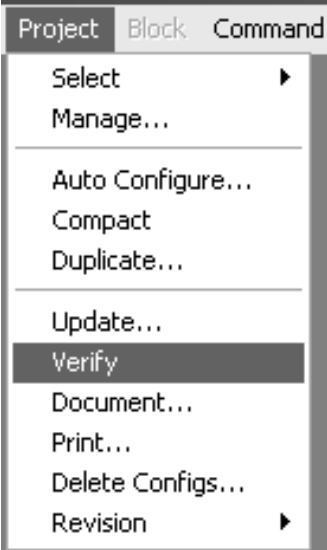 Project Block Command
Select
Manage...
Auto Configure...
Compact
Duplicate...
Update...
Verify
Document...
Print...
Delete Configs...
Revision